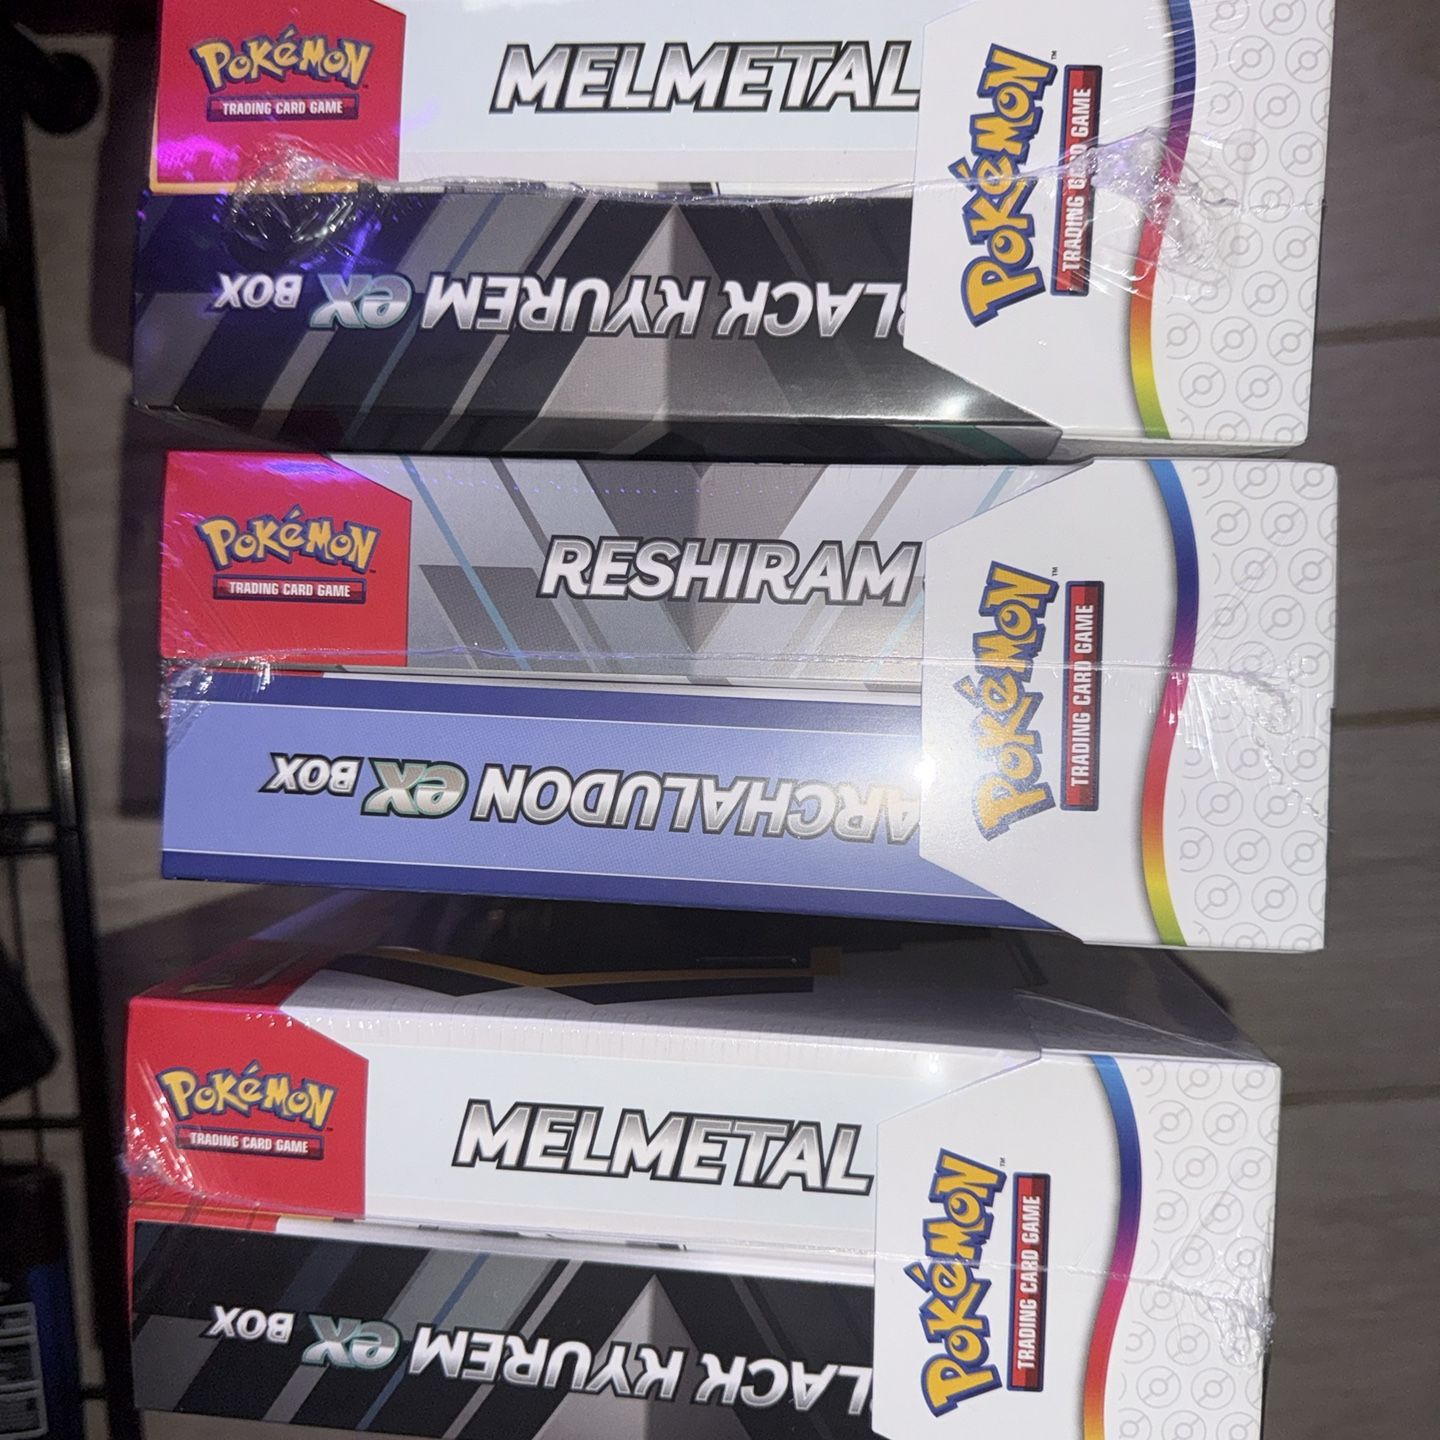 POKéMON
TRADING CARD GAME
MELMETAL
POKéMON
TRADING CARD GAME
BLACK KYUREM ex BOX
POKéMON
TRADING CARD GAME
RESHIRAM
POKéMON
TRADING CARD GAME
ARCHALUDON ex BOX
POKéMON
TRADING CARD GAME
MELMETAL
POKéMON
TRADING CARD GAME
BLACK KYUREM ex BOX